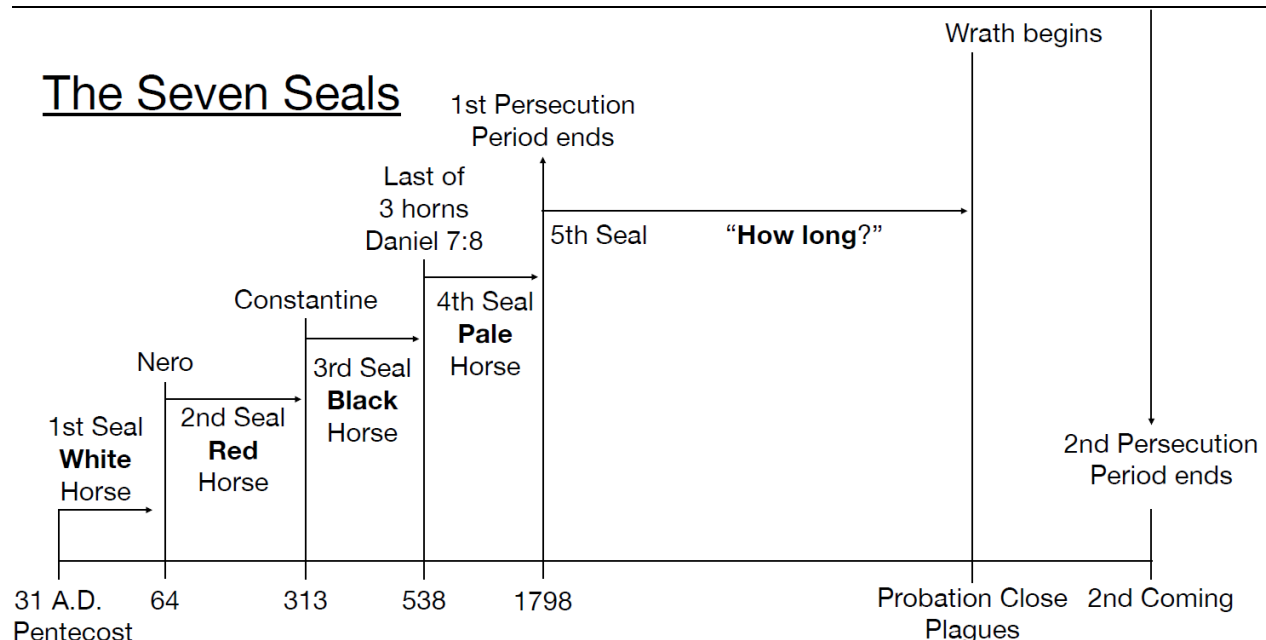 Wrath begins
The Seven Seals
1st Persecution
Period ends
Last of
3 horns
Daniel 7:8
5th Seal
“How long?”
Constantine
4th Seal
Pale
Horse
Nero
3rd Seal
Black
Horse
2nd Seal
Red
Horse
1st Seal
White
Horse
2nd Persecution
Period ends
31 A.D.
Pentecost
64
313
538
1798
Probation Close
Plagues
2nd Coming